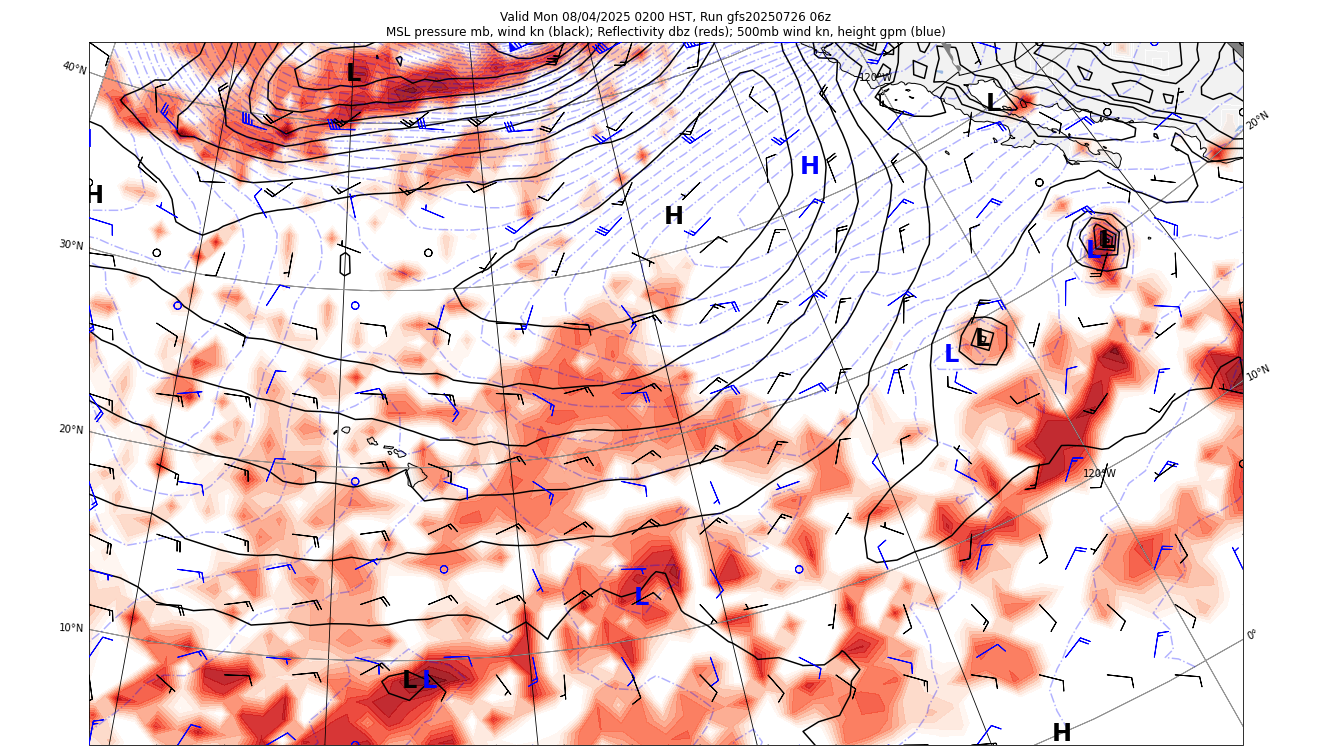 Valid Mon 08/04/2025 0200 HST, Run gfs20250726 06z
MSL pressure mb, wind kn (black); Reflectivity dbz (reds); 500mb wind kn, height gpm (blue)
40°N
L
120°W
L
20°N
H
H
H
30°N
L
L
L
L
10°N
20°N
120°W
L
10°N
0°
L
L
H